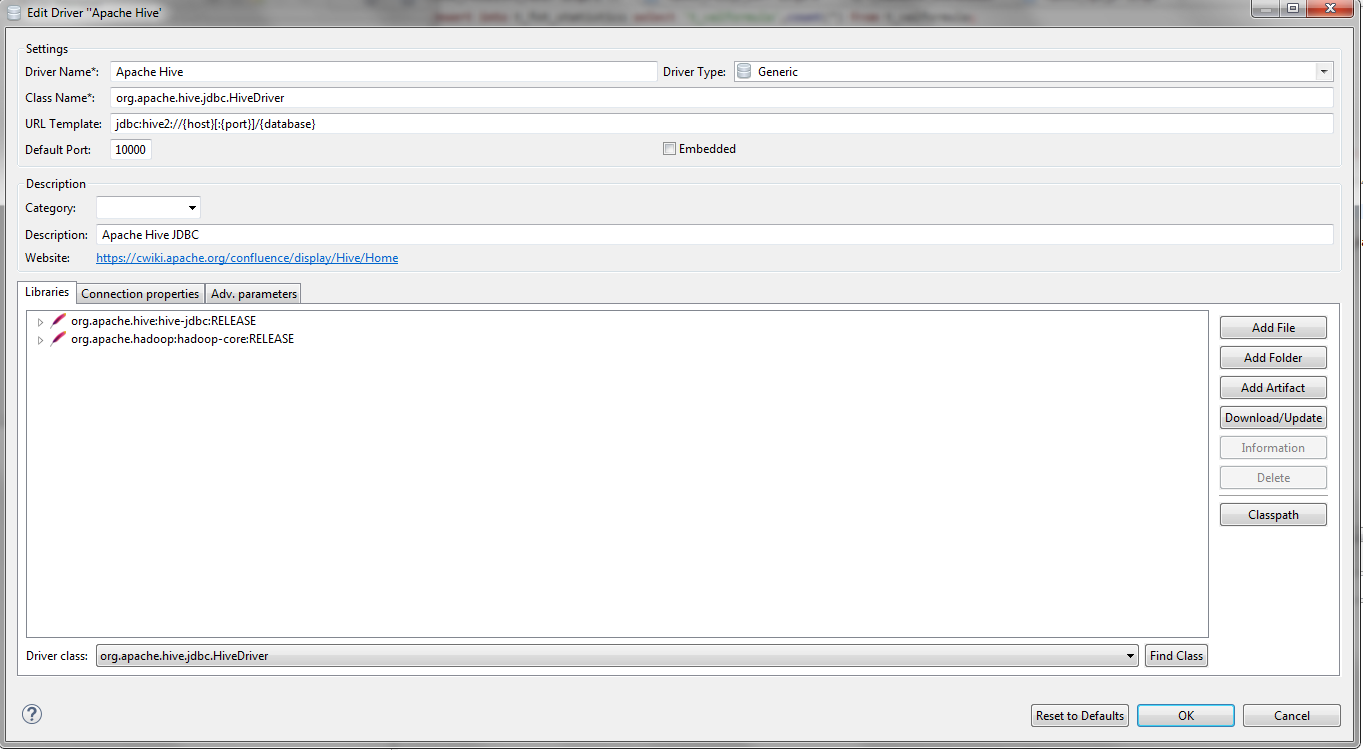 Edit Driver "Apache Hive'
Settings
Driver Name*: Apache Hive Driver Type: Generic
Class Name*: org.apache.hive.jdbc.HiveDriver
URL Template: jdbc:hive2://{host}[:{port}]/{database}
Default Port: 10000 Embedded
Description
Category:
Description: Apache Hive JDBC
Website: https://cwiki.apache.org/confluence/display/Hive/Home
Libraries Connection properties Adv. parameters
org.apache.hive:hive-jdbc:RELEASE
org.apache.hadoop:hadoop-core:RELEASE
Add File
Add Folder
Add Artifact
Download/Update
Information
Delete
Classpath
Driver class: org.apache.hive.jdbc.HiveDriver Find Class
? Reset to Defaults OK Cancel